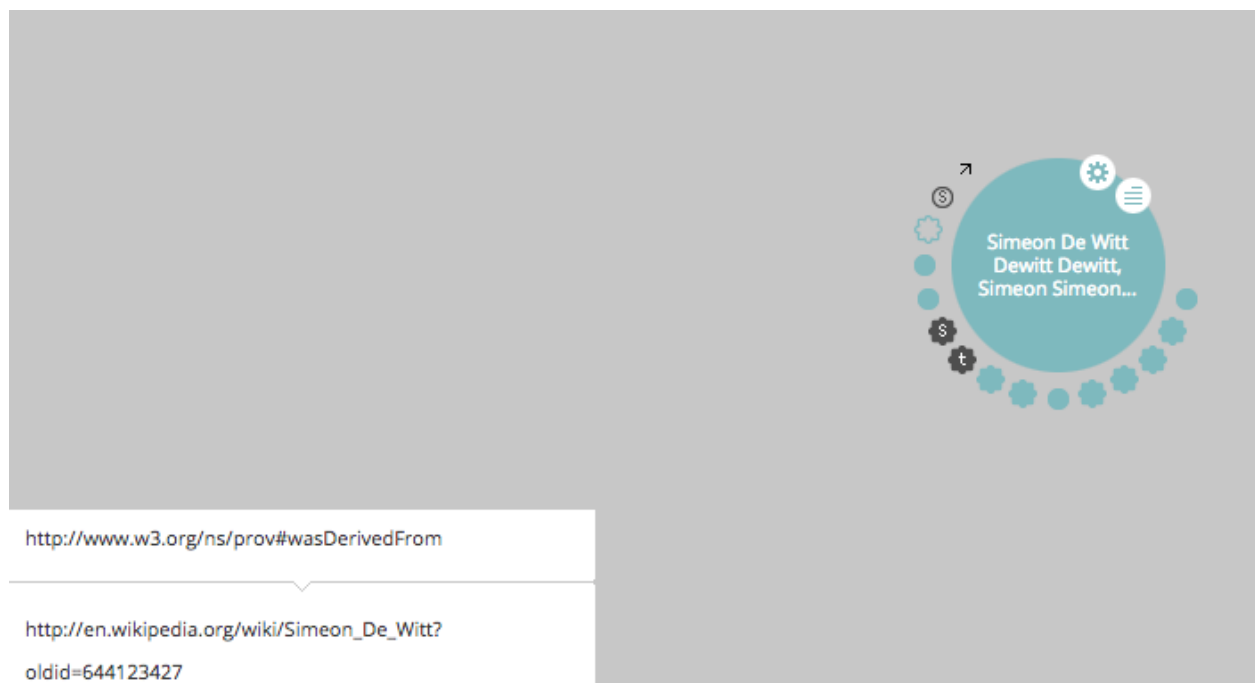 S
Simeon De Witt
Dewitt Dewitt,
Simeon Simeon...
S
t
http://www.w3.org/ns/prov#wasDerivedFrom
http://en.wikipedia.org/wiki/Simeon_De_Witt?
oldid=644123427